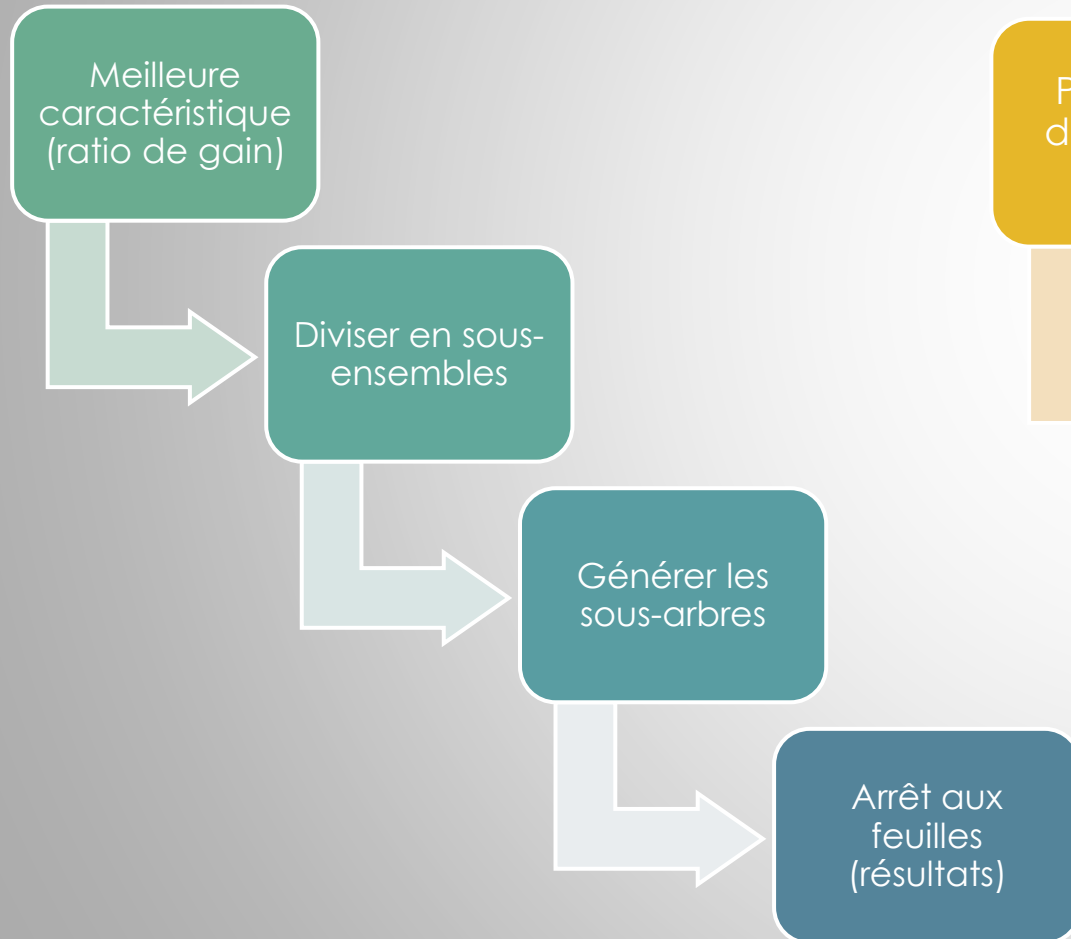 Meilleure
caractéristique
(ratio de gain)
Diviser en sous-
ensembles
Générer les
sous-arbres
Arrêt aux
feuilles
(résultats)